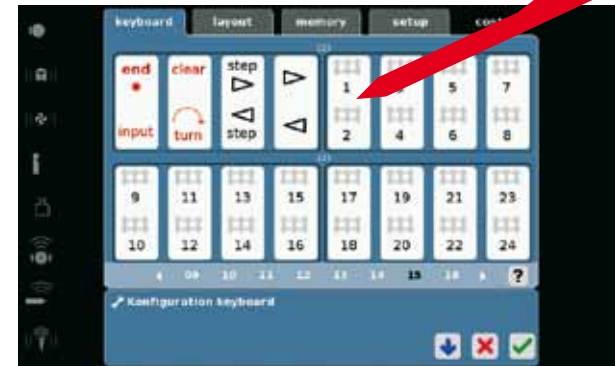 keyboard layout memory setup
end clear step 1 5 7
input turn step 2 4 6 8
9 11 13 15 17 19 21 23
10 12 14 16 18 20 22 24
09 10 11 12 13 14 15 16 ?
Konfiguration keyboard